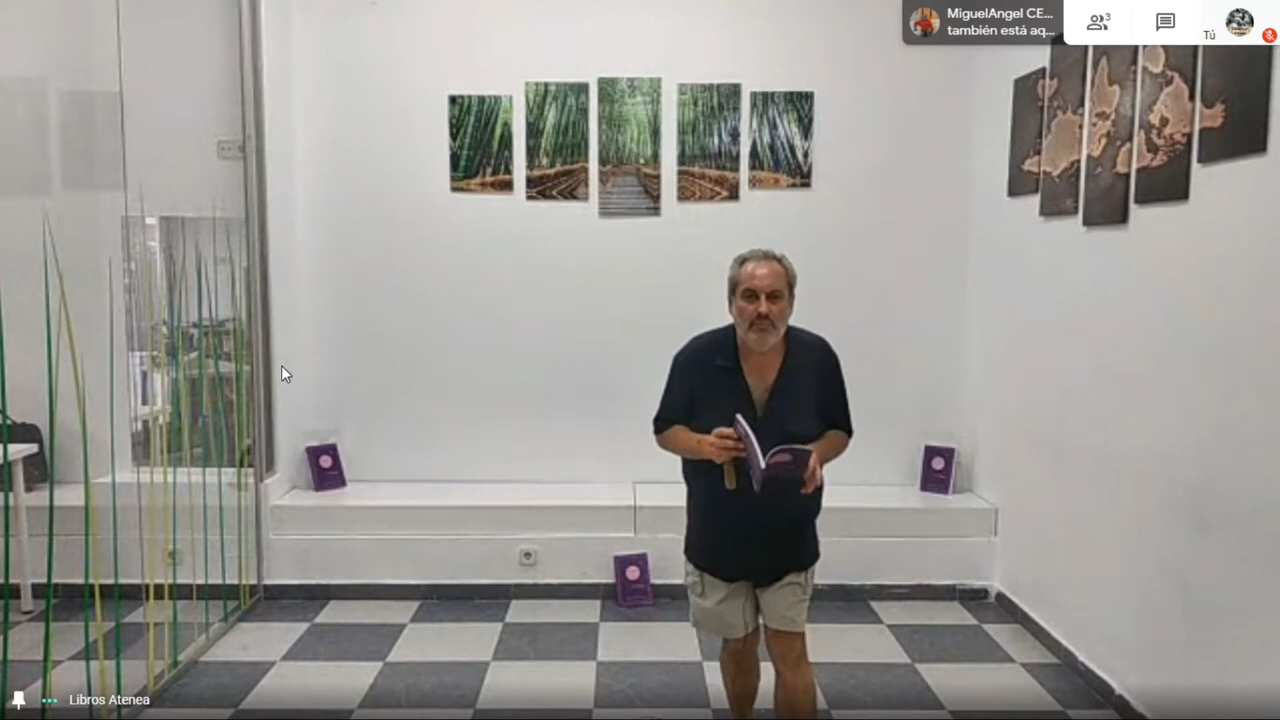 MiguelAngel CE...
también está aq...
3
Tú
Libros Atenea